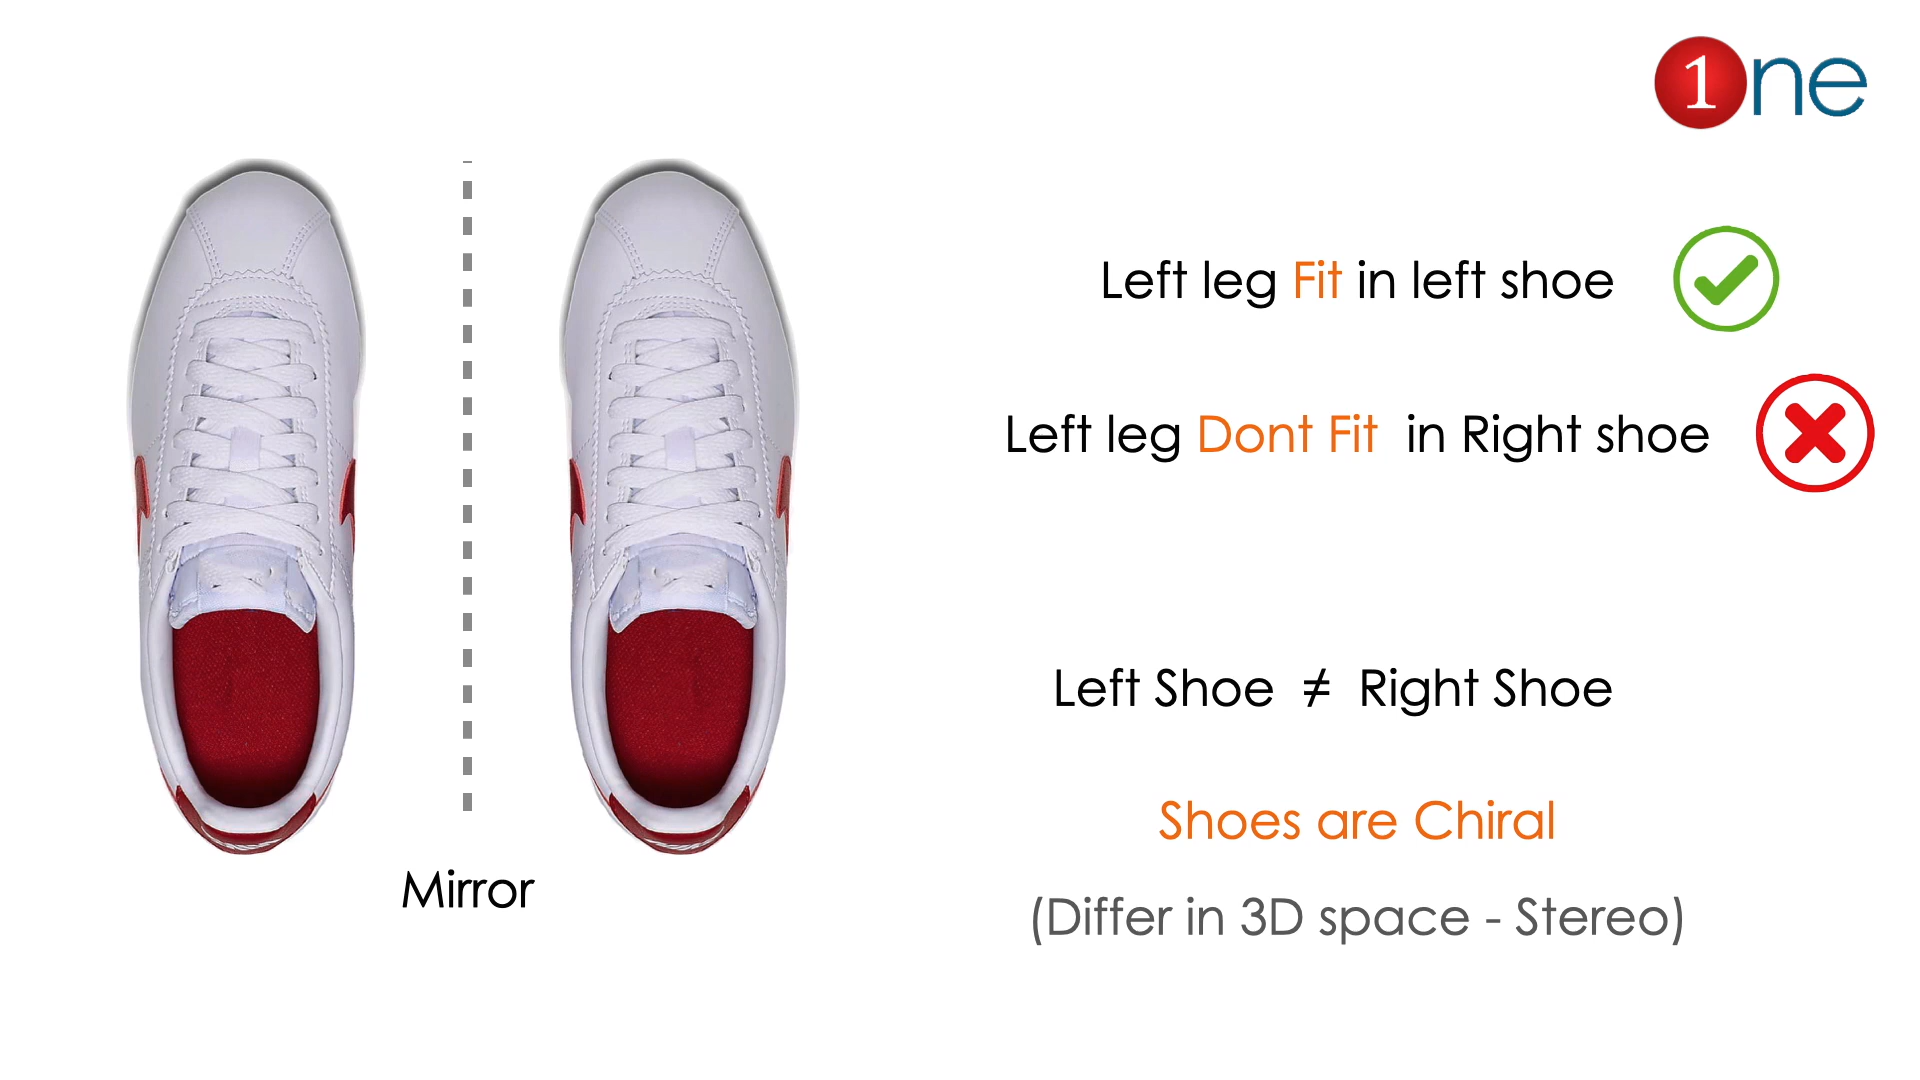 1ne
Left leg Fit in left shoe
Left leg Dont Fit in Right shoe
Left Shoe ≠ Right Shoe
Shoes are Chiral
(Differ in 3D space - Stereo)
Mirror